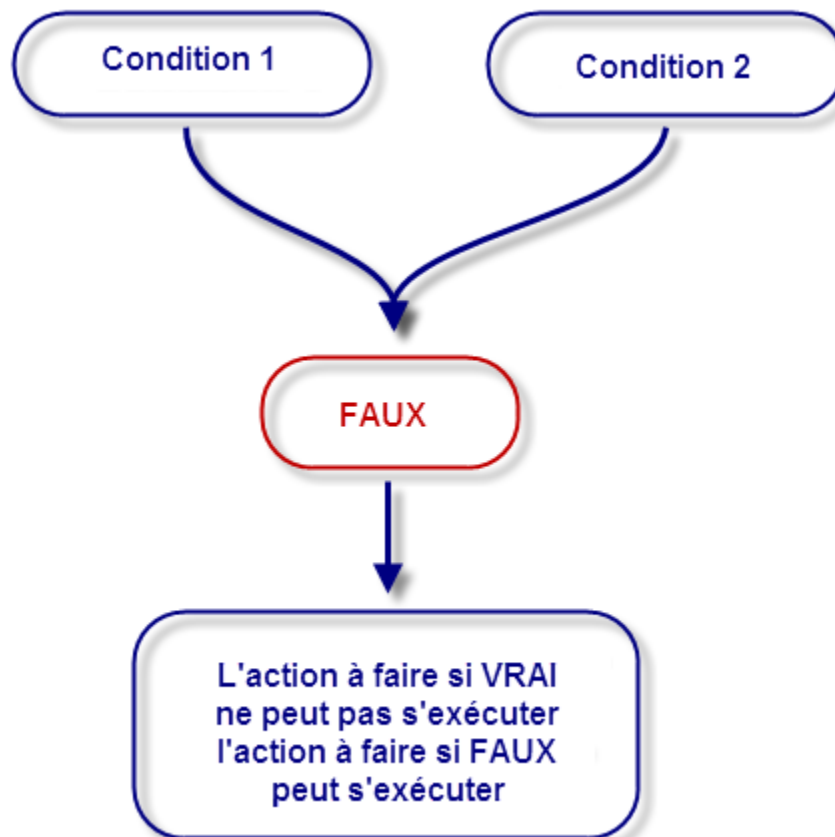 Condition 1
Condition 2
FAUX
L'action à faire si VRAI
ne peut pas s'exécuter
l'action à faire si FAUX
peut s'exécuter